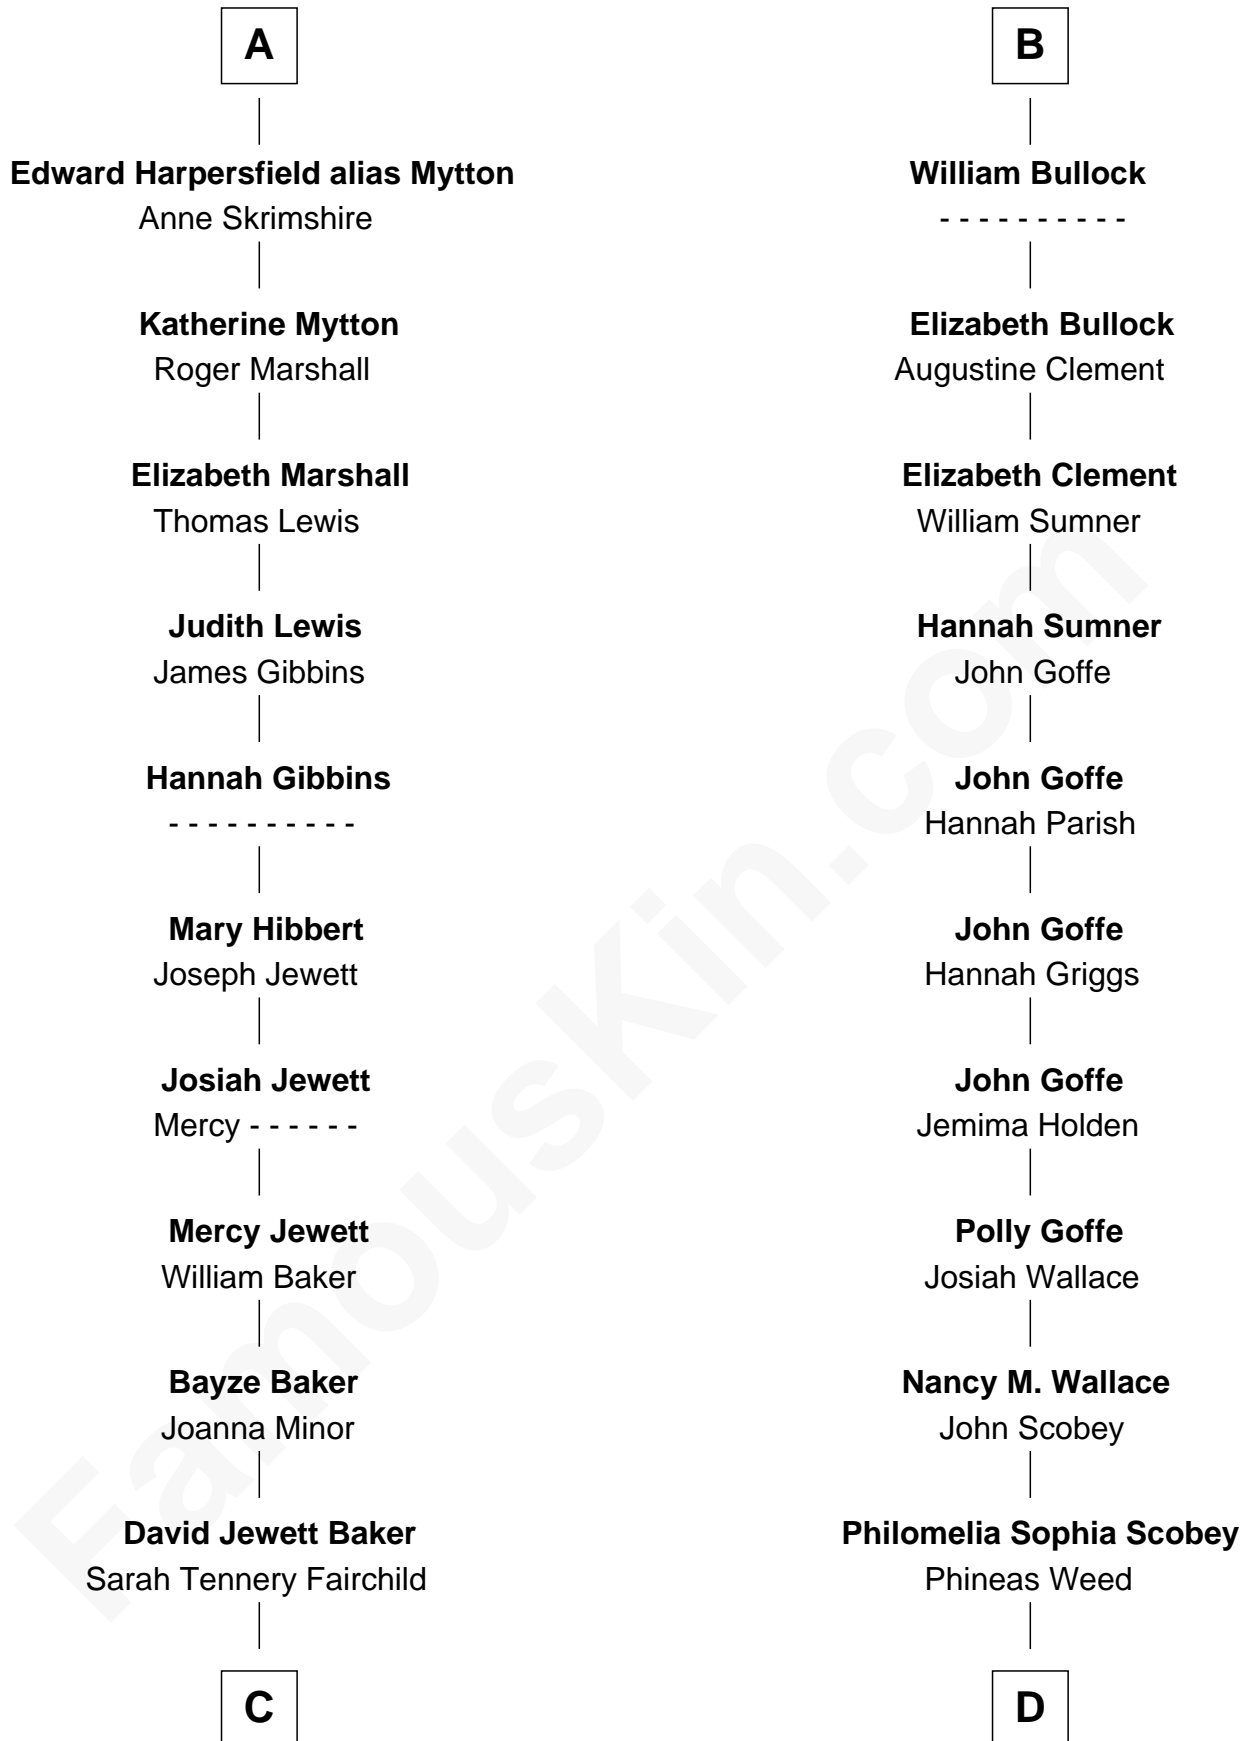 A
Edward Harpersfield alias Mytton
Anne Skrimshire
Katherine Mytton
Roger Marshall
Elizabeth Marshall
Thomas Lewis
Judith Lewis
James Gibbins
Hannah Gibbins
- - - - - - - - - -
Mary Hibbert
Joseph Jewett
Josiah Jewett
Mercy - - - - - -
Mercy Jewett
William Baker
Bayze Baker
Joanna Minor
David Jewett Baker
Sarah Tennery Fairchild
C
B
William Bullock
- - - - - - - - - -
Elizabeth Bullock
Augustine Clement
Elizabeth Clement
William Sumner
Hannah Sumner
John Goffe
John Goffe
Hannah Parish
John Goffe
Hannah Griggs
John Goffe
Jemima Holden
Polly Goffe
Josiah Wallace
Nancy M. Wallace
John Scobey
Philomelia Sophia Scobey
Phineas Weed
D
FamousKin.com